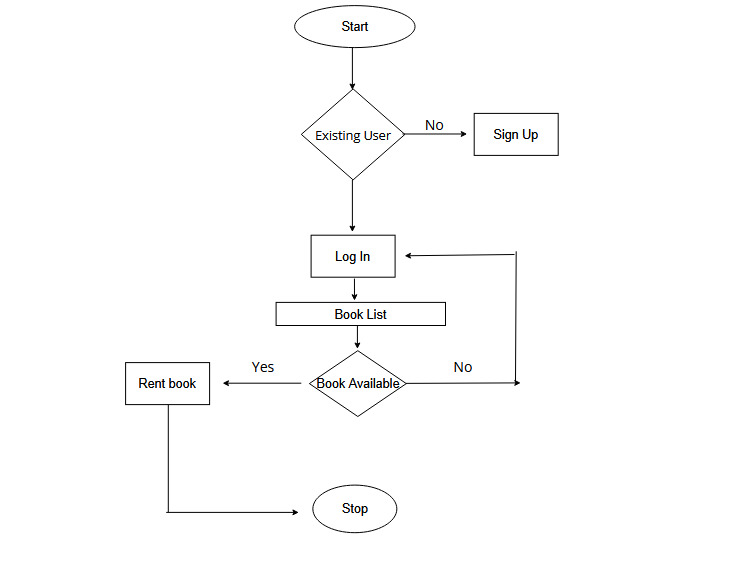 Start
Existing User
No
Sign Up
Log In
Book List
Yes
No
Rent book
Book Available
Stop